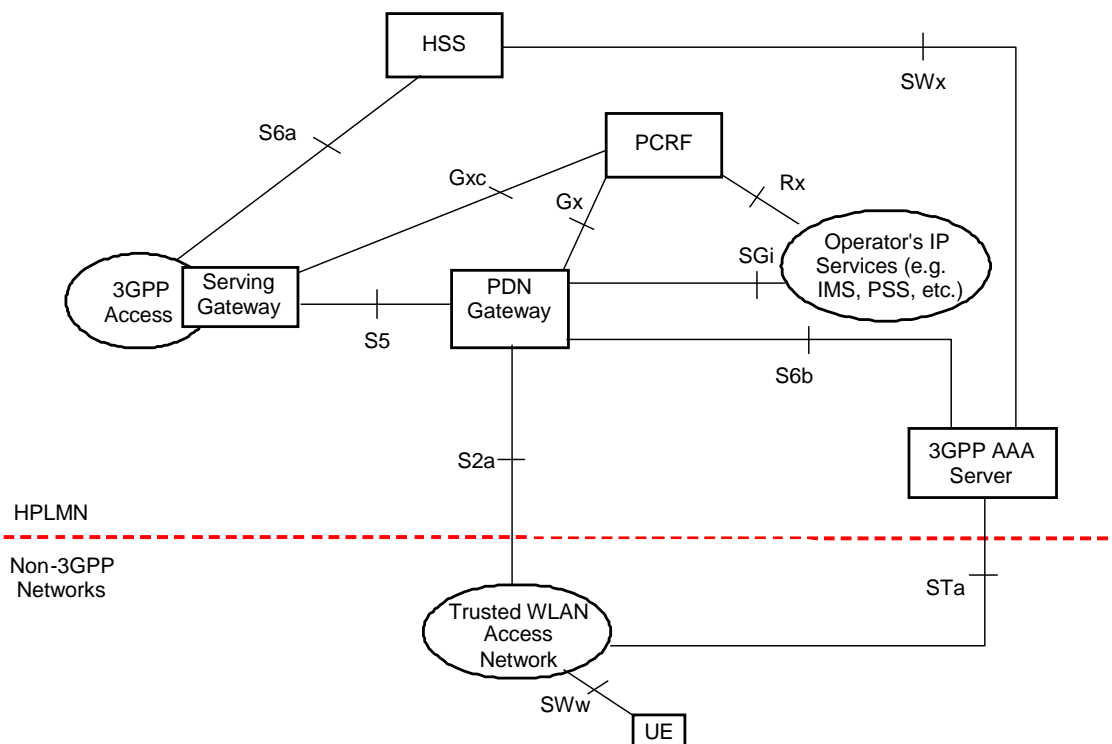 HSS
SWx
S6a
PCRF
Gxc
Rx
Gx
Operator's IP
Services (e.g.
IMS, PSS, etc.)
SGi
3GPP
Access
Serving
Gateway
PDN
Gateway
S5
S6b
S2a
3GPP AAA
Server
HPLMN
Non-3GPP
Networks
STa
Trusted WLAN
Access
Network
SWw
UE